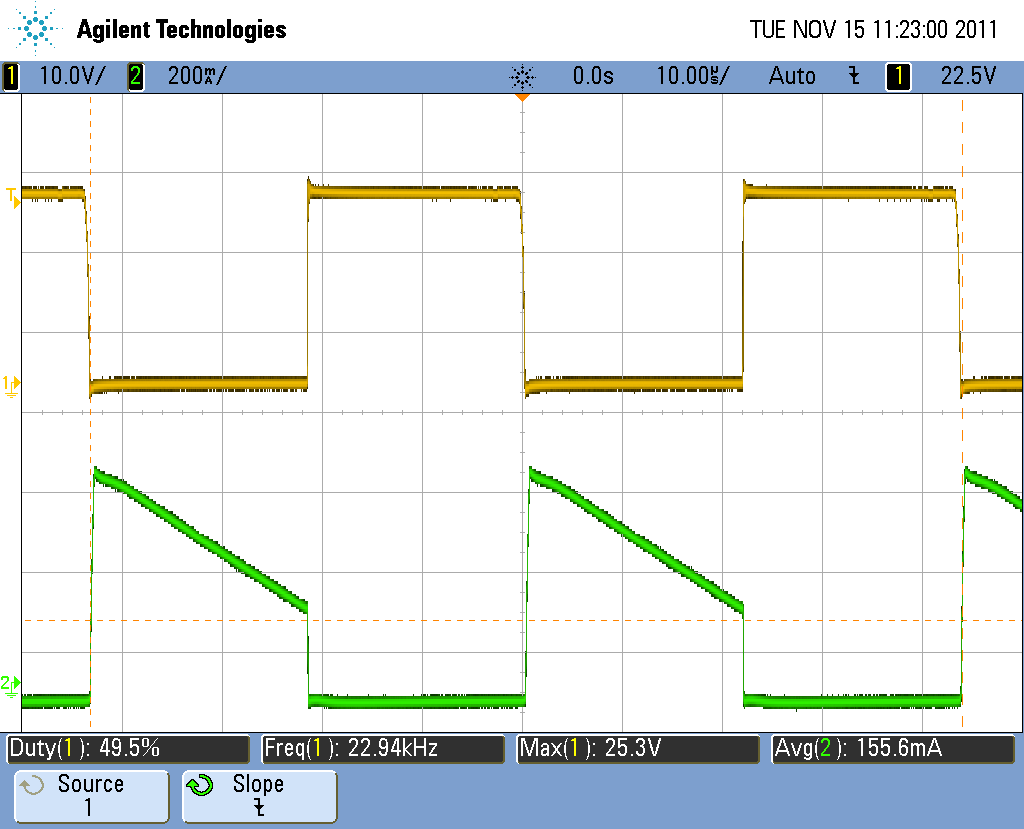 Agilent Technologies TUE NOV 15 11:23:00 2011
1 10.0V/ 2 200mA/ 0.0s 10.00us/ Auto 1 22.5V
T
1
2
Duty(1): 49.5% Freq(1): 22.94kHz Max(1): 25.3V Avg(2): 155.6mA
Source Slope
1